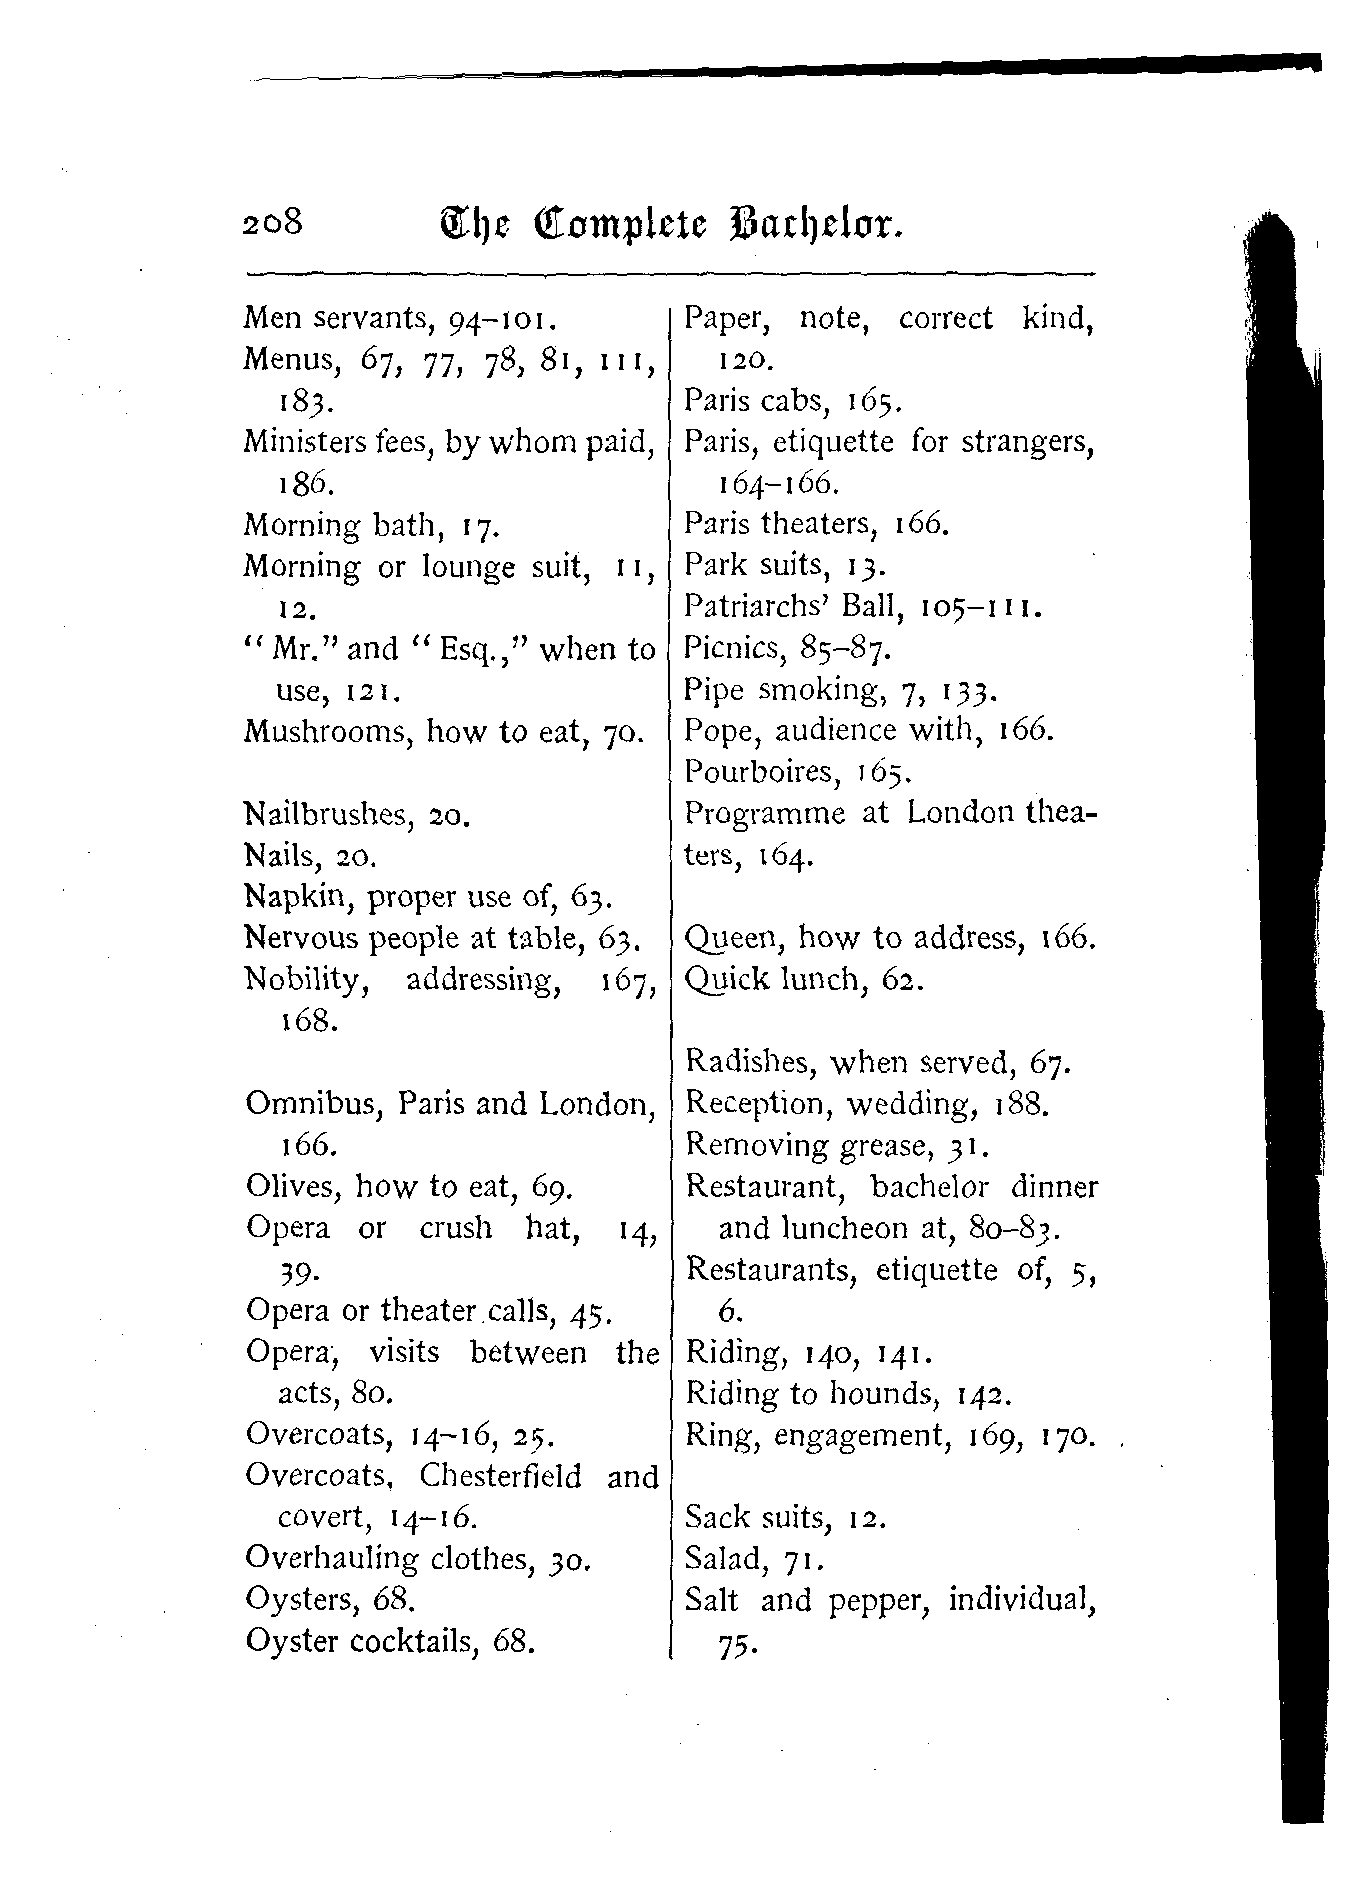 208 The Complete Bachelor.
Men servants, 94–101.
Menus, 67, 77, 78, 81, 111,
183.
Ministers fees, by whom paid,
186.
Morning bath, 17.
Morning or lounge suit, 11,
12.
“ Mr.” and “ Esq.,” when to
use, 121.
Mushrooms, how to eat, 70.
Nailbrushes, 20.
Nails, 20.
Napkin, proper use of, 63.
Nervous people at table, 63.
Nobility, addressing, 167,
168.
Omnibus, Paris and London,
166.
Olives, how to eat, 69.
Opera or crush hat, 14,
39.
Opera or theater calls, 45.
Opera, visits between the
acts, 80.
Overcoats, 14–16, 25.
Overcoats, Chesterfield and
covert, 14–16.
Overhauling clothes, 30.
Oysters, 68.
Oyster cocktails, 68.
Paper, note, correct kind,
120.
Paris cabs, 165.
Paris, etiquette for strangers,
164–166.
Paris theaters, 166.
Park suits, 13.
Patriarchs’ Ball, 105–111.
Picnics, 85–87.
Pipe smoking, 7, 133.
Pope, audience with, 166.
Pourboires, 165.
Programme at London thea-
ters, 164.
Queen, how to address, 166.
Quick lunch, 62.
Radishes, when served, 67.
Reception, wedding, 188.
Removing grease, 31.
Restaurant, bachelor dinner
and luncheon at, 80–83.
Restaurants, etiquette of, 5,
6.
Riding, 140, 141.
Riding to hounds, 142.
Ring, engagement, 169, 170.
Sack suits, 12.
Salad, 71.
Salt and pepper, individual,
75.